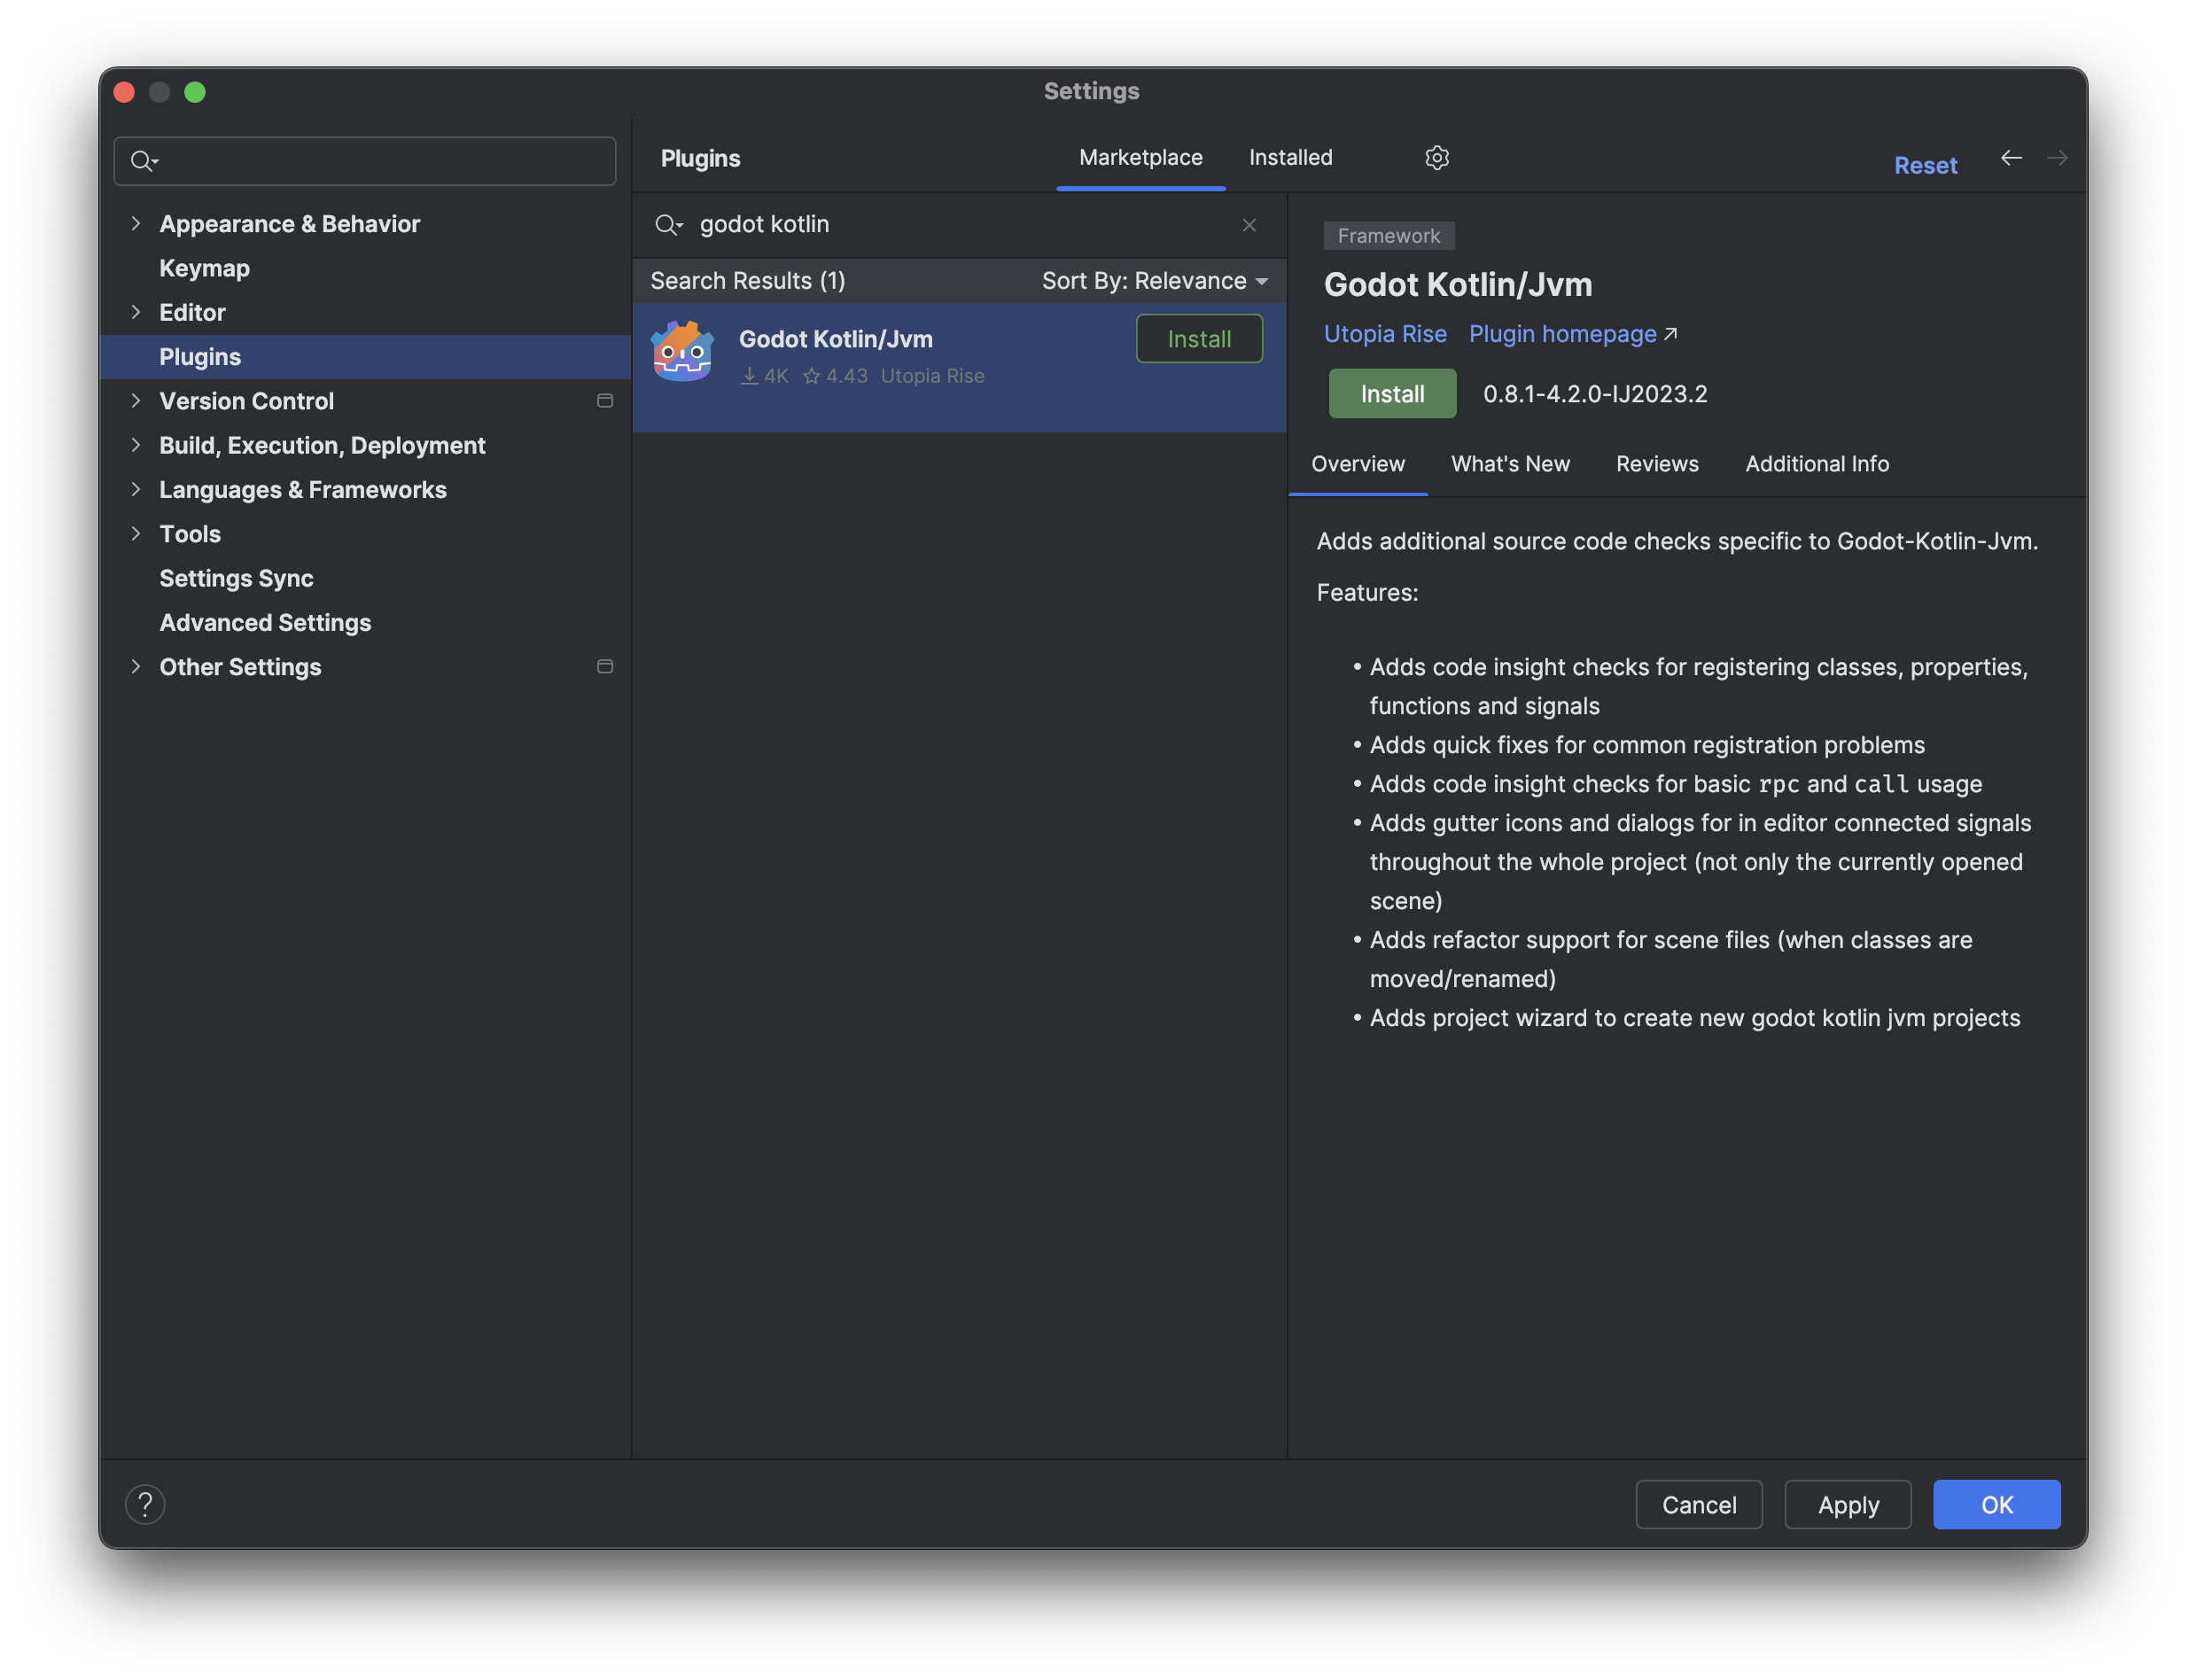 Settings
Appearance & Behavior
Keymap
Editor
Plugins
Version Control
Build, Execution, Deployment
Languages & Frameworks
Tools
Settings Sync
Advanced Settings
Other Settings
Plugins
Marketplace
Installed
Reset
godot kotlin
Search Results (1)
Sort By: Relevance
Godot Kotlin/Jvm
Install
4K 4.43 Utopia Rise
Framework
Godot Kotlin/Jvm
Utopia Rise Plugin homepage ↗
Install 0.8.1-4.2.0-IJ2023.2
Overview What's New Reviews Additional Info
Adds additional source code checks specific to Godot-Kotlin-Jvm.
Features:
• Adds code insight checks for registering classes, properties,
functions and signals
• Adds quick fixes for common registration problems
• Adds code insight checks for basic rpc and call usage
• Adds gutter icons and dialogs for in editor connected signals
throughout the whole project (not only the currently opened
scene)
• Adds refactor support for scene files (when classes are
moved/renamed)
• Adds project wizard to create new godot kotlin jvm projects
?
Cancel
Apply
OK